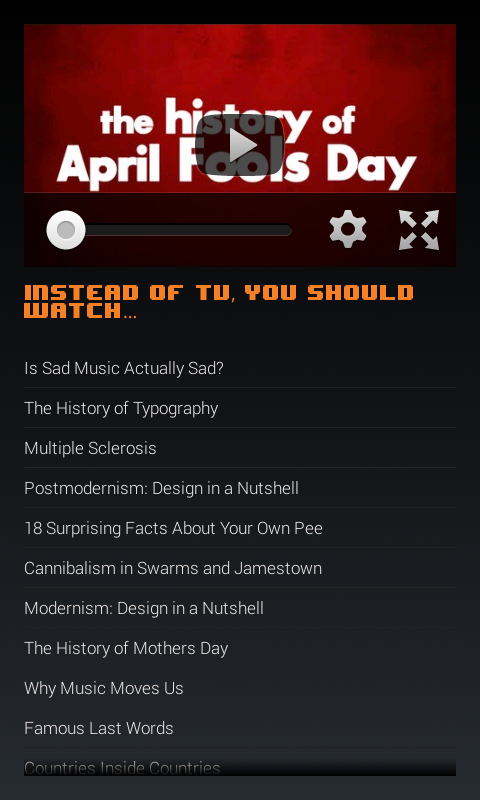 the history of
April Fools Day
INSTEAD OF TV, YOU SHOULD
WATCH...
Is Sad Music Actually Sad?
The History of Typography
Multiple Sclerosis
Postmodernism: Design in a Nutshell
18 Surprising Facts About Your Own Pee
Cannibalism in Swarms and Jamestown
Modernism: Design in a Nutshell
The History of Mothers Day
Why Music Moves Us
Famous Last Words
Countries Inside Countries